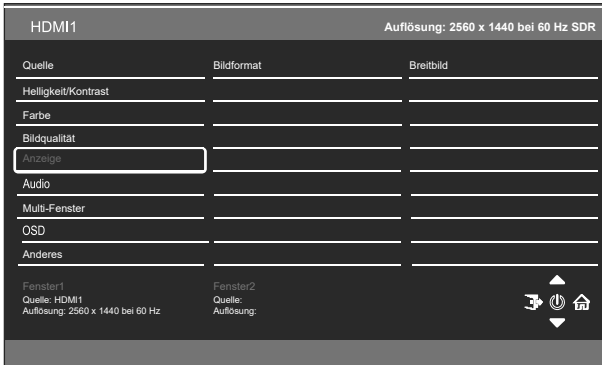 HDMI1 Auflösung: 2560 x 1440 bei 60 Hz SDR
Quelle Bildformat Breitbild
Helligkeit/Kontrast
Farbe
Bildqualität
Anzeige
Audio
Multi-Fenster
OSD
Anderes
Fenster1 Fenster2
Quelle: HDMI1 Quelle:
Auflösung: 2560 x 1440 bei 60 Hz Auflösung: